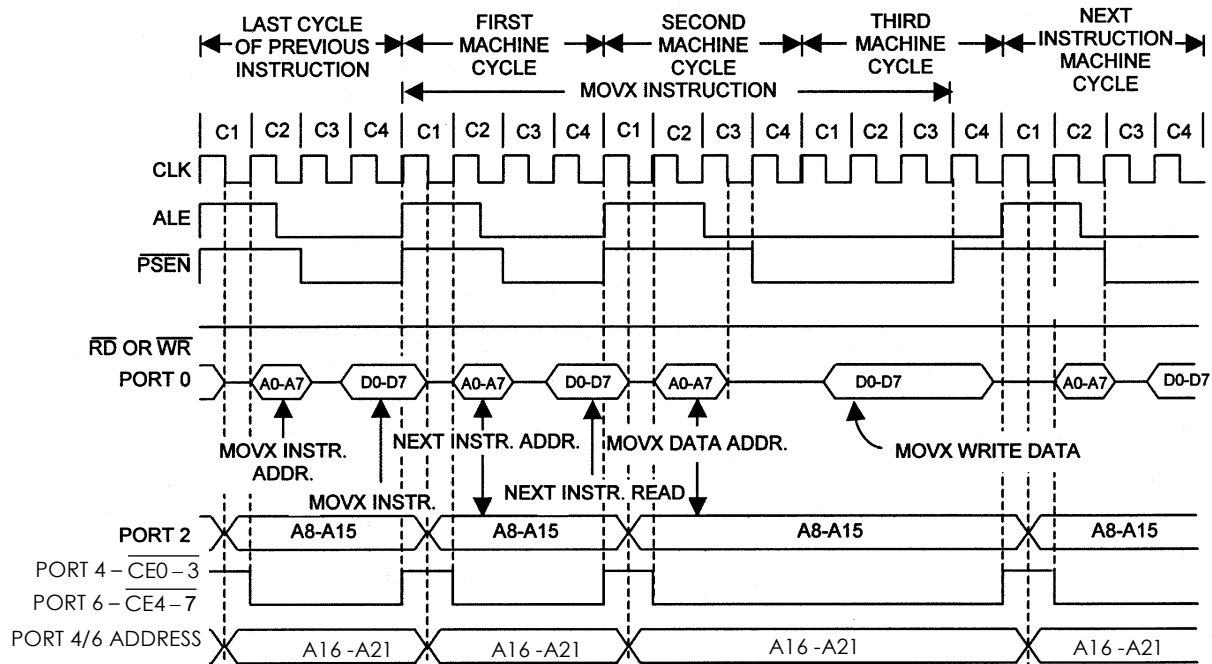 LAST CYCLE
OF PREVIOUS
INSTRUCTION
FIRST
MACHINE
CYCLE
SECOND
MACHINE
CYCLE
THIRD
MACHINE
CYCLE
NEXT
INSTRUCTION
MACHINE
CYCLE
MOVX INSTRUCTION
C1 C2 C3 C4 C1 C2 C3 C4 C1 C2 C3 C4 C1 C2 C3 C4 C1 C2 C3 C4
CLK
ALE
PSEN
RD OR WR
PORT 0 A0-A7 D0-D7 A0-A7 D0-D7 A0-A7 D0-D7 A0-A7 D0-D7
MOVX INSTR.
ADDR.
MOVX INSTR.
NEXT INSTR. ADDR.
NEXT INSTR. READ
MOVX DATA ADDR.
MOVX WRITE DATA
PORT 2 A8-A15 A8-A15 A8-A15 A8-A15
PORT 4 – CE0 – 3
PORT 6 – CE4 – 7
PORT 4/6 ADDRESS A16 -A21 A16 -A21 A16 -A21 A16 -A21